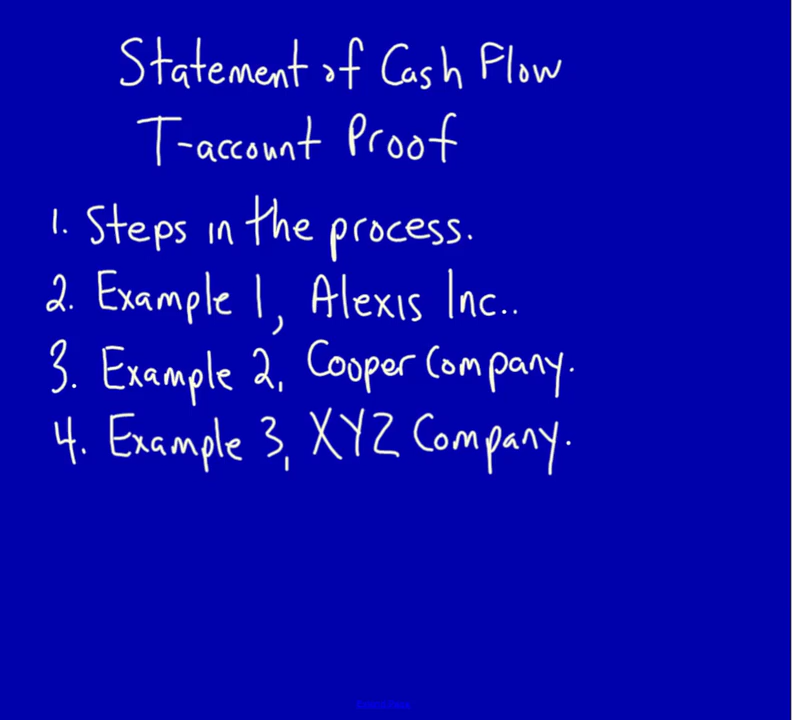 Statement of Cash Flow
T-account Proof
1. Steps in the process.
2. Example 1, Alexis Inc..
3. Example 2, Cooper Company.
4. Example 3, XYZ Company.